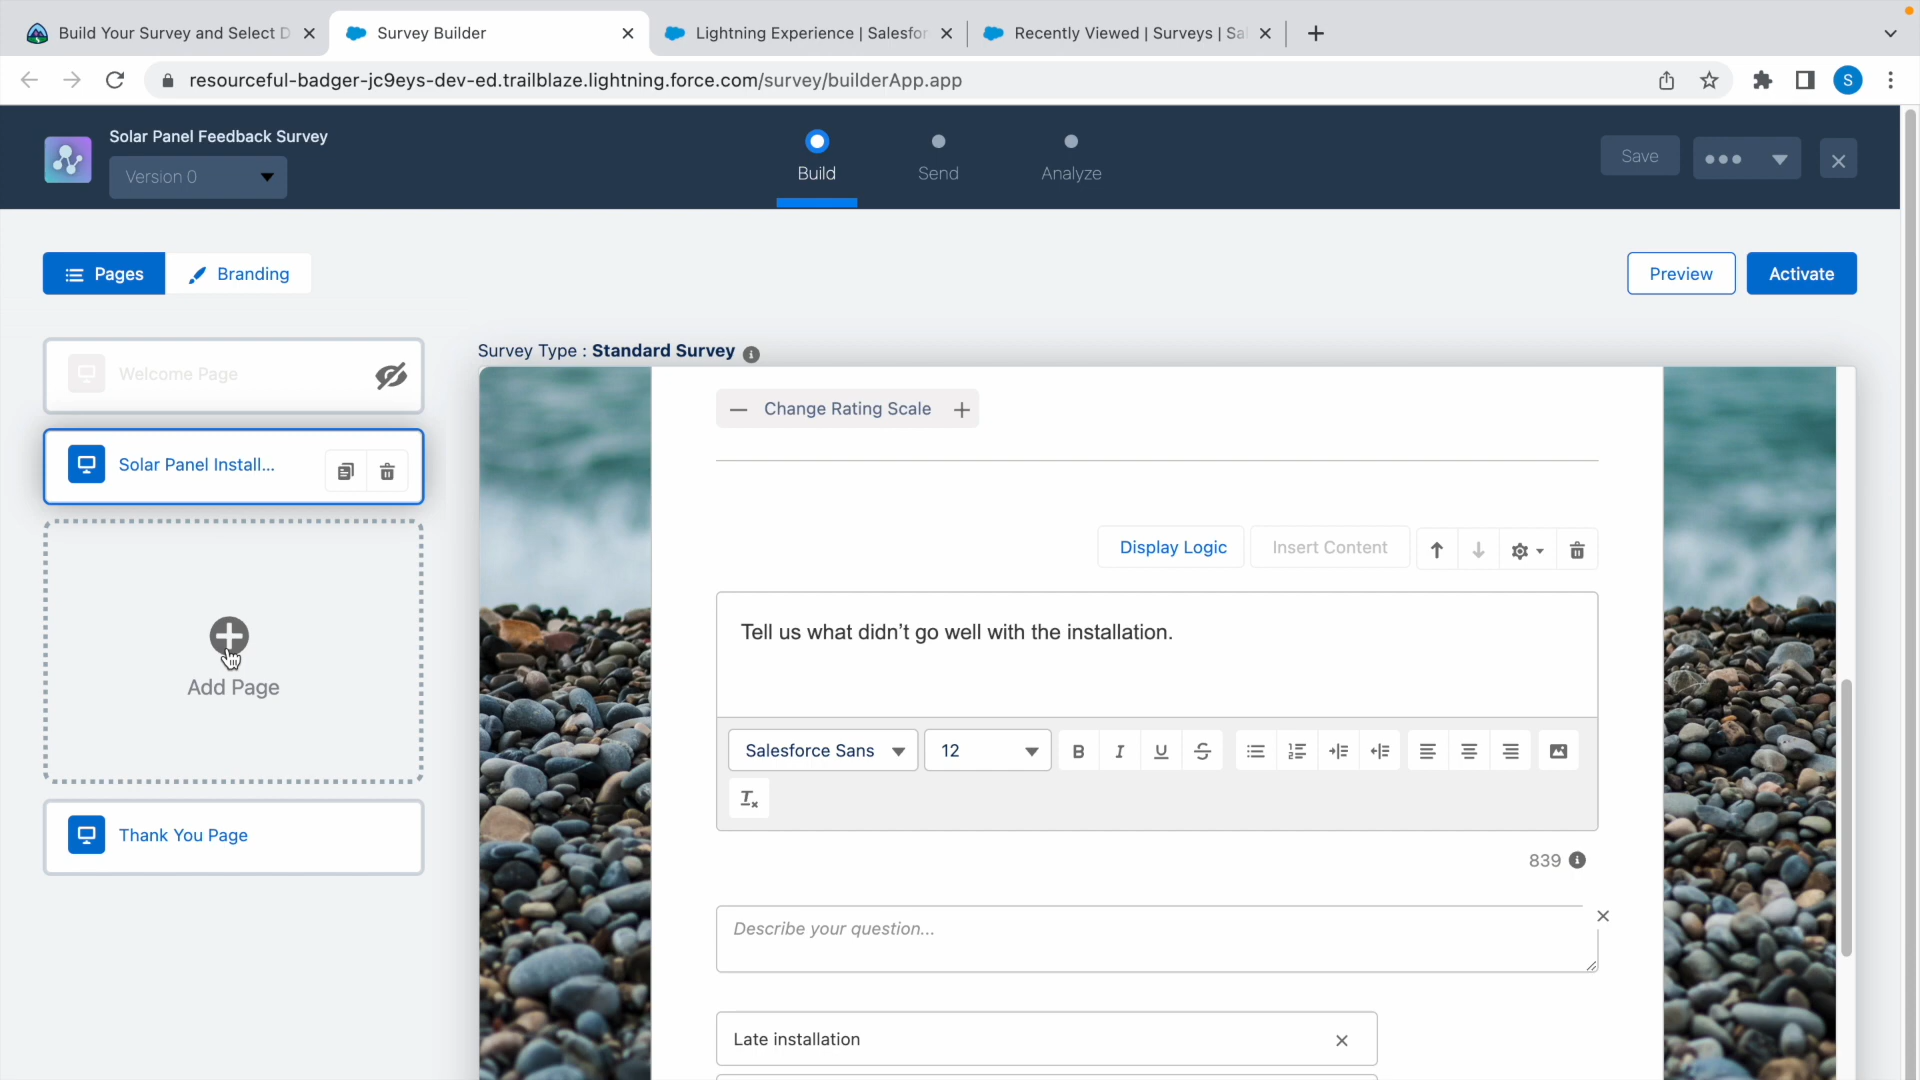 Build Your Survey and Select D
Survey Builder
Lightning Experience | Salesfor
Recently Viewed | Surveys | Sal
resourceful-badger-jc9eys-dev-ed.trailblaze.lightning.force.com/survey/builderApp.app
S
Solar Panel Feedback Survey
Version 0
Build
Send
Analyze
Save
Pages
Branding
Preview
Activate
Survey Type : Standard Survey
Welcome Page
Solar Panel Install...
Add Page
Thank You Page
Change Rating Scale
Display Logic
Insert Content
Tell us what didn’t go well with the installation.
Salesforce Sans
12
839
Describe your question...
Late installation